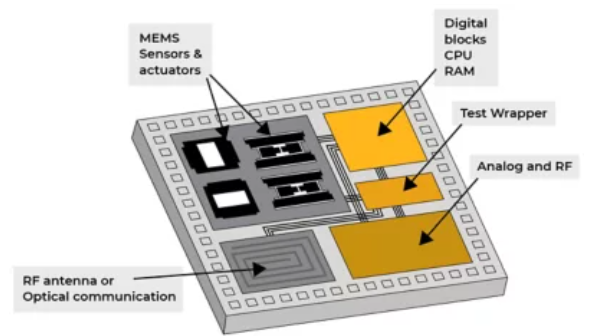 MEMS
Sensors &
actuators
Digital
blocks
CPU
RAM
Test Wrapper
Analog and RF
RF antenna or
Optical communication